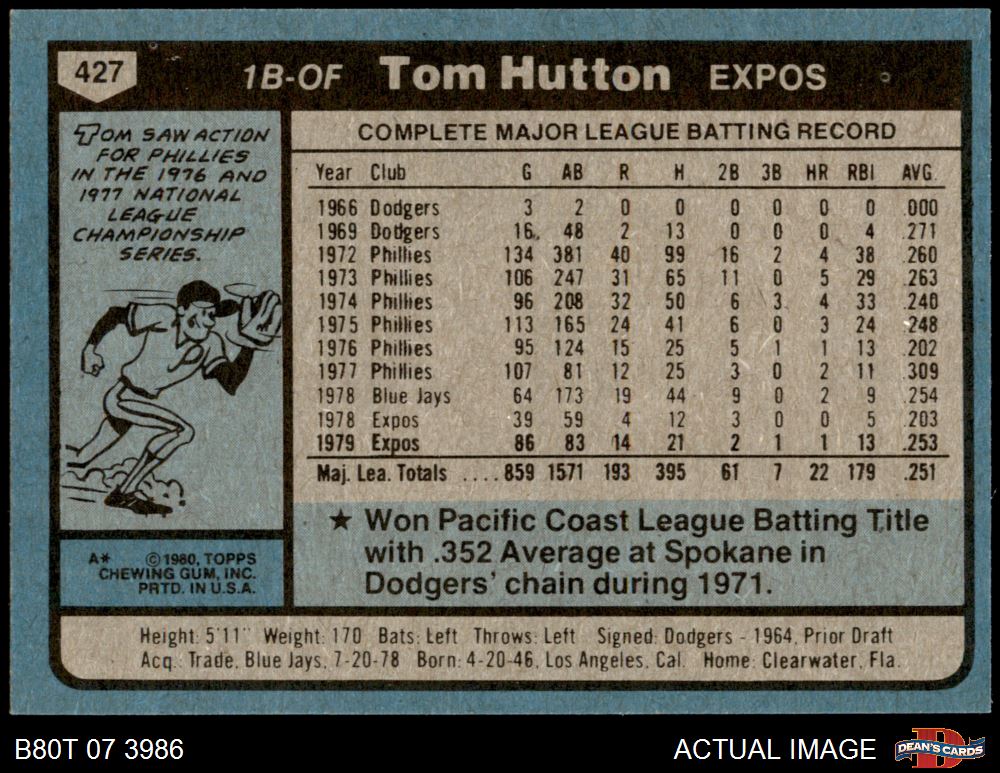 427 1B-OF Tom Hutton EXPOS
TOM SAW ACTION
FOR PHILLIES
IN THE 1976 AND
1977 NATIONAL
LEAGUE
CHAMPIONSHIP
SERIES.
A* ©1980, TOPPS
CHEWING GUM, INC.
PRTD. IN U.S.A.
COMPLETE MAJOR LEAGUE BATTING RECORD
Year Club G AB R H 2B 3B HR RBI AVG.
1966 Dodgers 3 2 0 0 0 0 0 0 .000
1969 Dodgers 16 48 2 13 0 0 0 4 .271
1972 Phillies 134 381 40 99 16 2 4 38 .260
1973 Phillies 106 247 31 65 11 0 5 29 .263
1974 Phillies 96 208 32 50 6 3 4 33 .240
1975 Phillies 113 165 24 41 6 0 3 24 .248
1976 Phillies 95 124 15 25 5 1 1 13 .202
1977 Phillies 107 81 12 25 3 0 2 11 .309
1978 Blue Jays 64 173 19 44 9 0 2 9 .254
1978 Expos 39 59 4 12 3 0 0 5 .203
1979 Expos 86 83 14 21 2 1 1 13 .253
Maj. Lea. Totals ....859 1571 193 395 61 7 22 179 .251
★ Won Pacific Coast League Batting Title
with .352 Average at Spokane in
Dodgers' chain during 1971.
Height: 5'11" Weight: 170 Bats: Left Throws: Left Signed: Dodgers - 1964, Prior Draft
Acq.: Trade, Blue Jays, 7-20-78 Born: 4-20-46, Los Angeles, Cal. Home: Clearwater, Fla.
B80T 07 3986 ACTUAL IMAGE DEAN'S CARDS